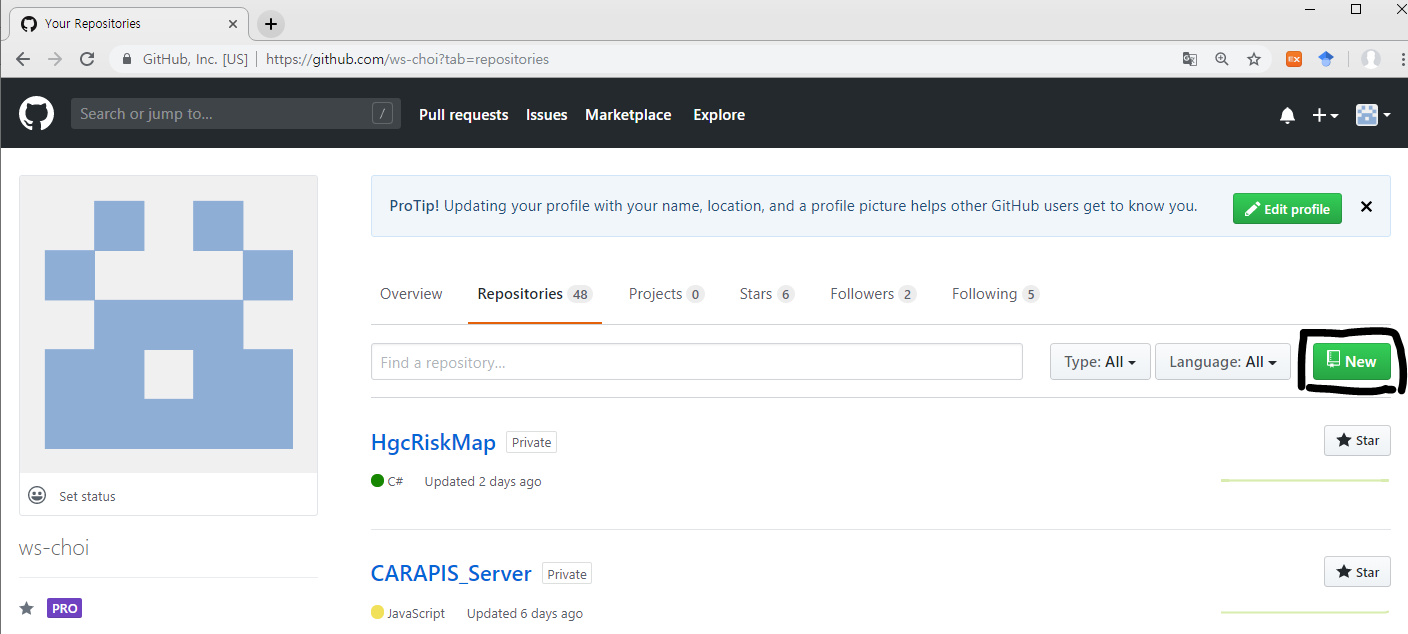 Your Repositories
GitHub, Inc. [US] | https://github.com/ws-choi?tab=repositories
Search or jump to... / Pull requests Issues Marketplace Explore
ProTip! Updating your profile with your name, location, and a profile picture helps other GitHub users get to know you. Edit profile
Overview Repositories 48 Projects 0 Stars 6 Followers 2 Following 5
Find a repository... Type: All Language: All New
HgcRiskMap Private Star
C# Updated 2 days ago
Set status
ws-choi
CARAPIS_Server Private Star
PRO
JavaScript Updated 6 days ago